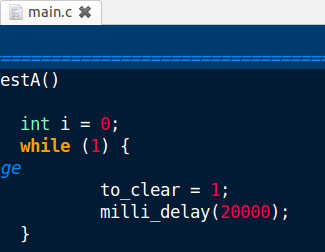 main.c
==========================================
estA()
int i = 0;
while (1) {
ge
to_clear = 1;
milli_delay(20000);
}